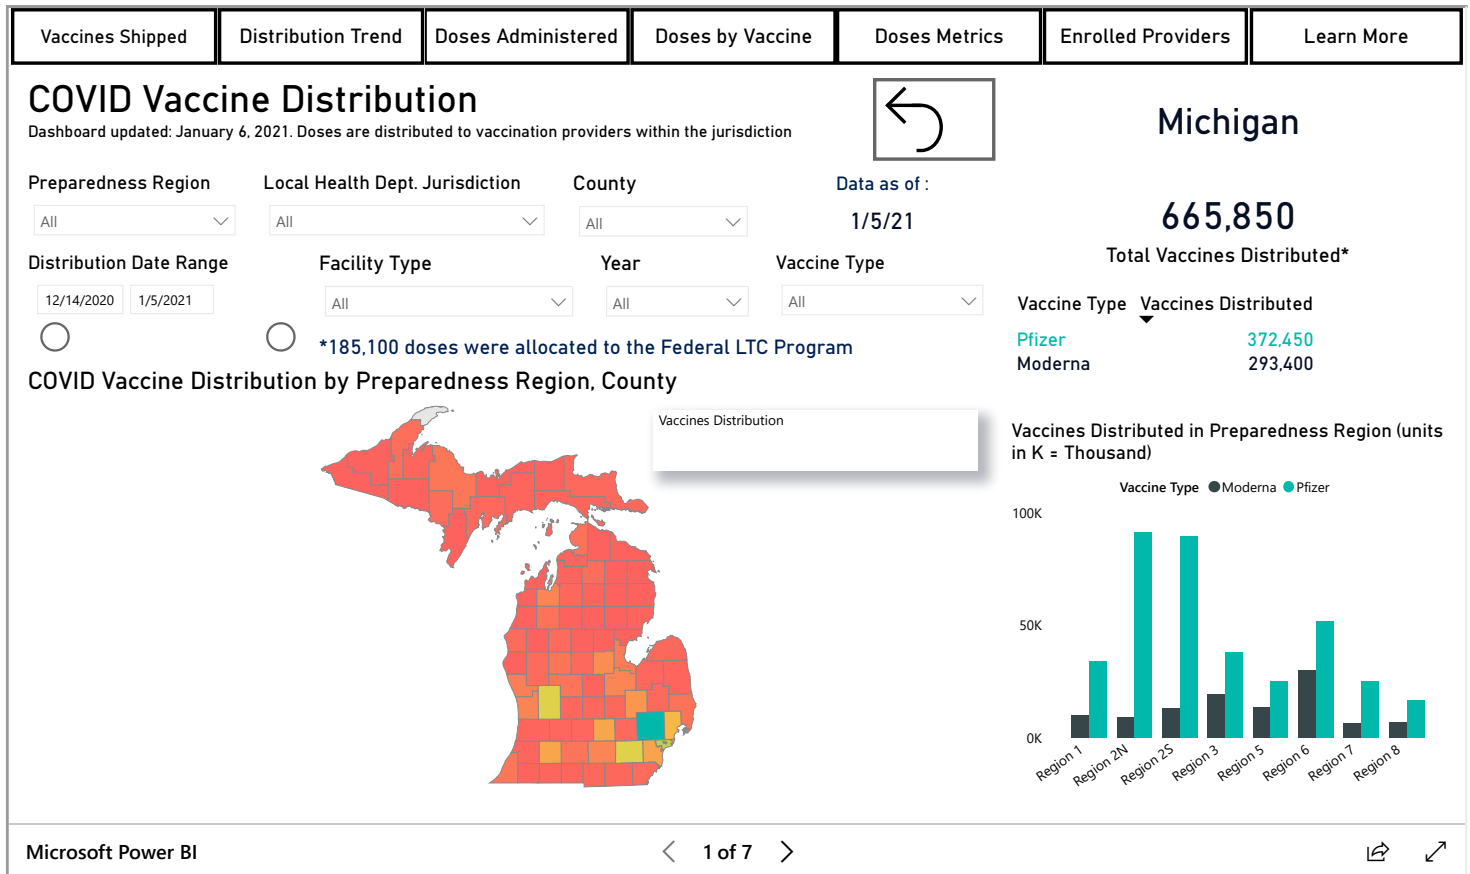 Vaccines Shipped
Distribution Trend
Doses Administered
Doses by Vaccine
Doses Metrics
Enrolled Providers
Learn More
COVID Vaccine Distribution
Dashboard updated: January 6, 2021. Doses are distributed to vaccination providers within the jurisdiction
Michigan
Preparedness Region
Local Health Dept. Jurisdiction
County
Data as of :
All
All
All
1/5/21
665,850
Total Vaccines Distributed*
Distribution Date Range
Facility Type
Year
Vaccine Type
12/14/2020
1/5/2021
All
All
All
*185,100 doses were allocated to the Federal LTC Program
Vaccine Type Vaccines Distributed
Pfizer 372,450
Moderna 293,400
COVID Vaccine Distribution by Preparedness Region, County
Vaccines Distribution
Vaccines Distributed in Preparedness Region (units
in K = Thousand)
Vaccine Type Moderna Pfizer
100K
50K
0K
Region 1
Region 2N
Region 2S
Region 3
Region 5
Region 6
Region 7
Region 8
Microsoft Power BI
1 of 7